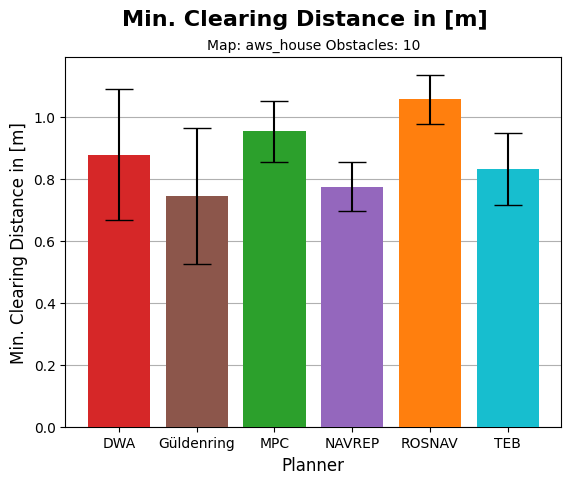 Min. Clearing Distance in [m]
Map: aws_house Obstacles: 10
Min. Clearing Distance in [m]
1.0
0.8
0.6
0.4
0.2
0.0
DWA Güldenring MPC NAVREP ROSNAV TEB
Planner